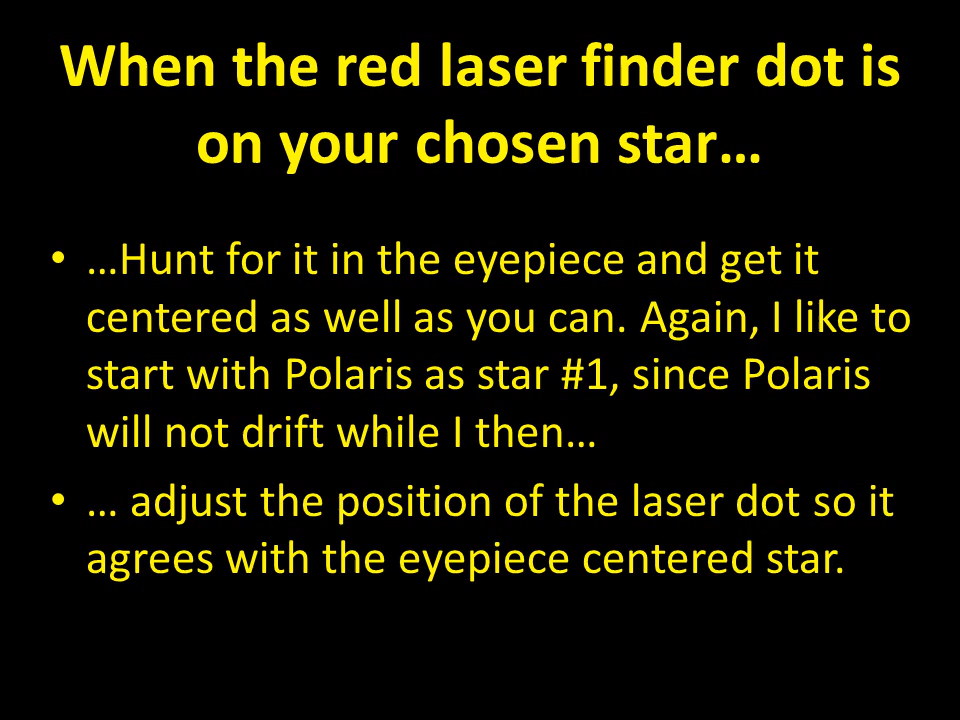 When the red laser finder dot is
on your chosen star…
• …Hunt for it in the eyepiece and get it
centered as well as you can. Again, I like to
start with Polaris as star #1, since Polaris
will not drift while I then…
• … adjust the position of the laser dot so it
agrees with the eyepiece centered star.